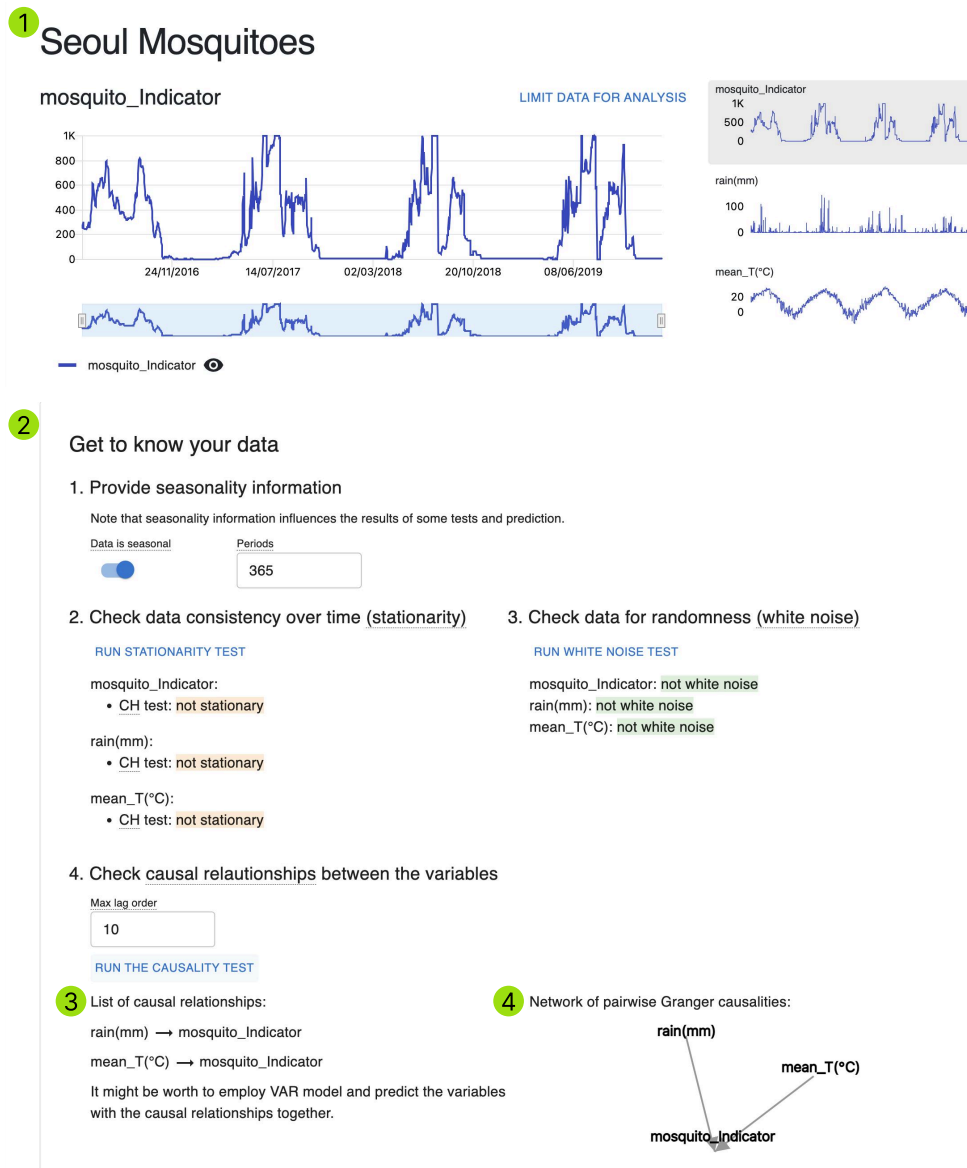 1
Seoul Mosquitoes
mosquito_Indicator
LIMIT DATA FOR ANALYSIS
1K
800
600
400
200
0
24/11/2016 14/07/2017 02/03/2018 20/10/2018 08/06/2019
mosquito_Indicator
mosquito_Indicator
1K
500
0
rain(mm)
100
0
mean_T(°C)
20
0
2
Get to know your data
1. Provide seasonality information
Note that seasonality information influences the results of some tests and prediction.
Data is seasonal Periods
365
2. Check data consistency over time (stationarity)
RUN STATIONARITY TEST
mosquito_Indicator:
• CH test: not stationary
rain(mm):
• CH test: not stationary
mean_T(°C):
• CH test: not stationary
3. Check data for randomness (white noise)
RUN WHITE NOISE TEST
mosquito_Indicator: not white noise
rain(mm): not white noise
mean_T(°C): not white noise
4. Check causal relautionships between the variables
Max lag order
10
RUN THE CAUSALITY TEST
3 List of causal relationships:
rain(mm) → mosquito_Indicator
mean_T(°C) → mosquito_Indicator
It might be worth to employ VAR model and predict the variables
with the causal relationships together.
4 Network of pairwise Granger causalities:
rain(mm)
mean_T(°C)
mosquito_Indicator